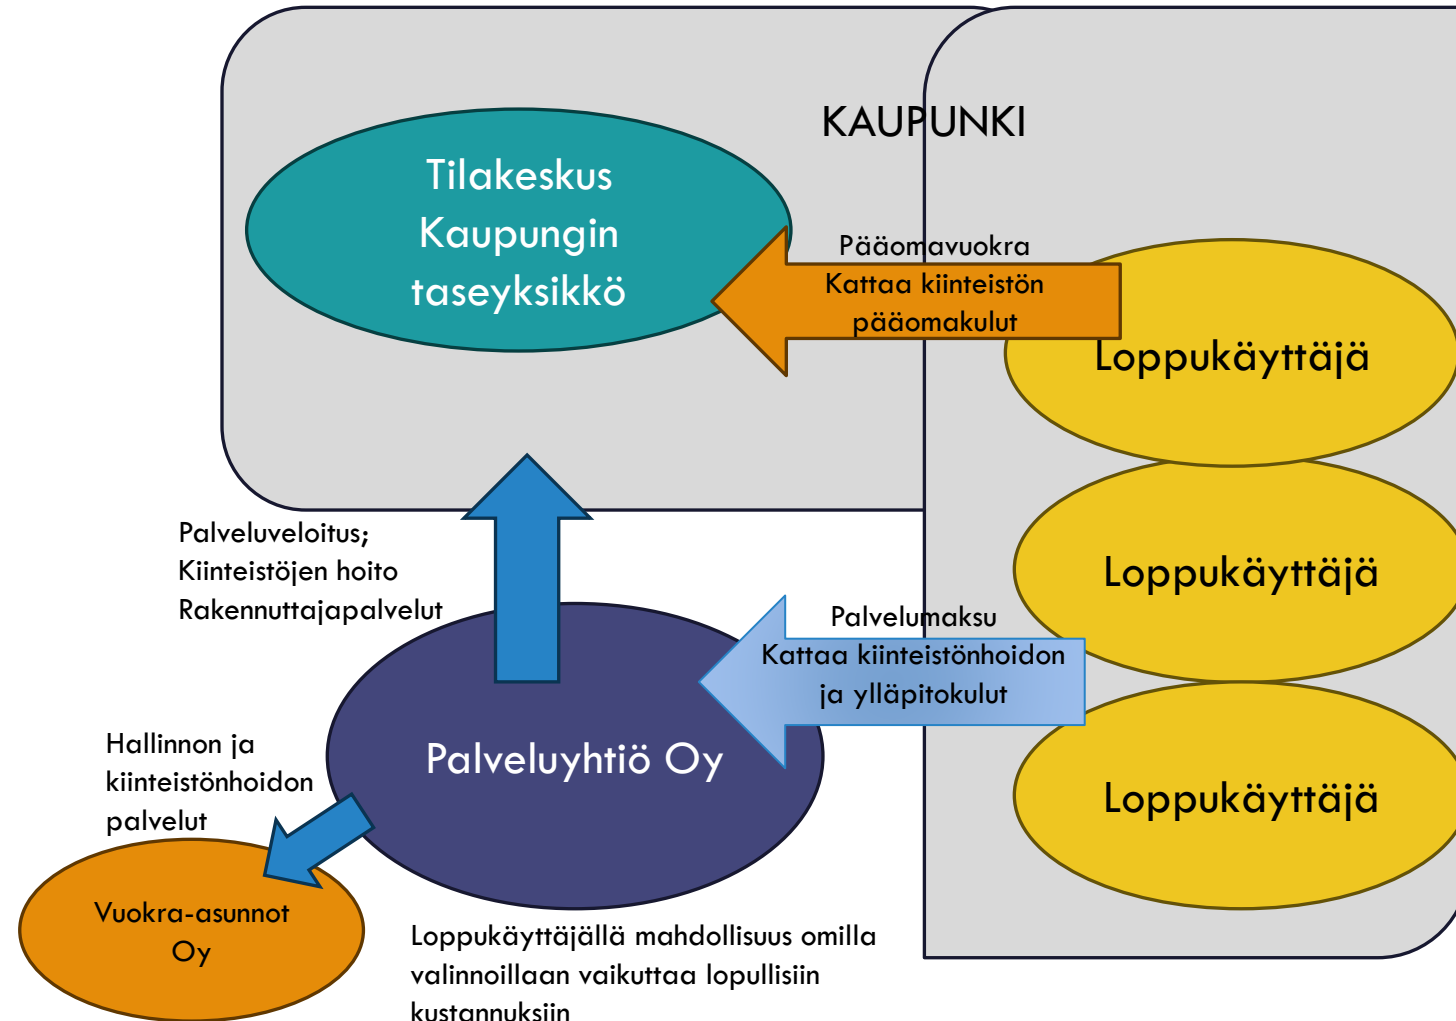 KAUPUNKI
Tilakeskus
Kaupungin
taseyksikkö
Pääomavuokra
Kattaa kiinteistön
pääomakulut
Loppukäyttäjä
Palveluveloitus;
Kiinteistöjen hoito
Rakennuttajapalvelut
Loppukäyttäjä
Palvelumaksu
Kattaa kiinteistönhoidon
ja ylläpitokulut
Palveluyhtiö Oy
Loppukäyttäjä
Hallinnon ja
kiinteistönhoidon
palvelut
Vuokra-asunnot
Oy
Loppukäyttäjällä mahdollisuus omilla
valinnoillaan vaikuttaa lopullisiin
kustannuksiin